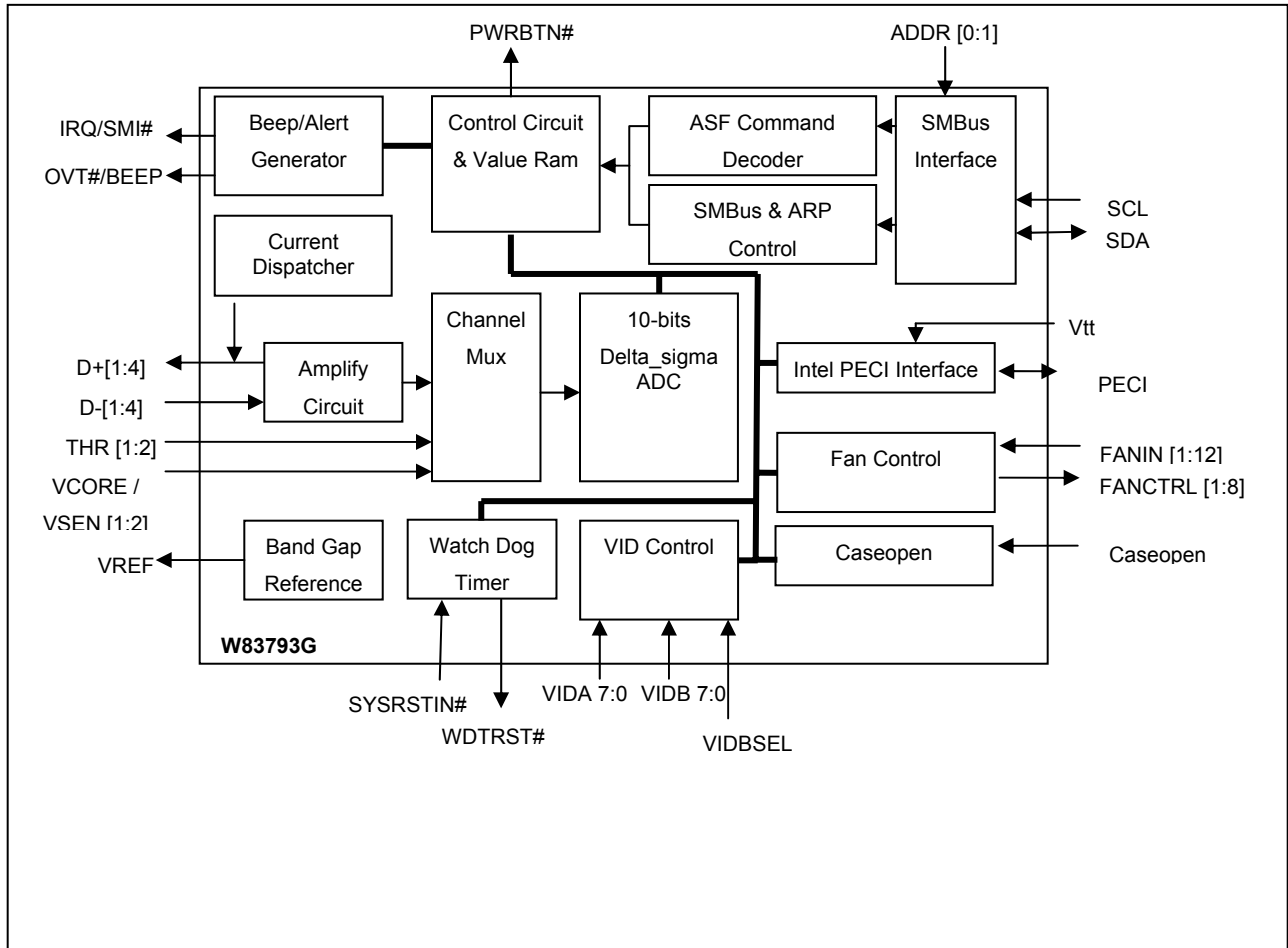 PWRBTN#
ADDR [0:1]
IRQ/SMI#
OVT#/BEEP
Beep/Alert
Generator
Control Circuit
& Value Ram
ASF Command
Decoder
SMBus
Interface
SMBus & ARP
Control
SCL
SDA
Current
Dispatcher
Channel
Mux
10-bits
Delta_sigma
ADC
Vtt
Intel PECI Interface
PECI
D+[1:4]
D-[1:4]
Amplify
Circuit
THR [1:2]
VCORE /
VSEN [1:2]
Fan Control
FANIN [1:12]
FANCTRL [1:8]
VREF
Band Gap
Reference
Watch Dog
Timer
VID Control
Caseopen
Caseopen
W83793G
SYSRSTIN#
WDTRST#
VIDA 7:0
VIDB 7:0
VIDBSEL